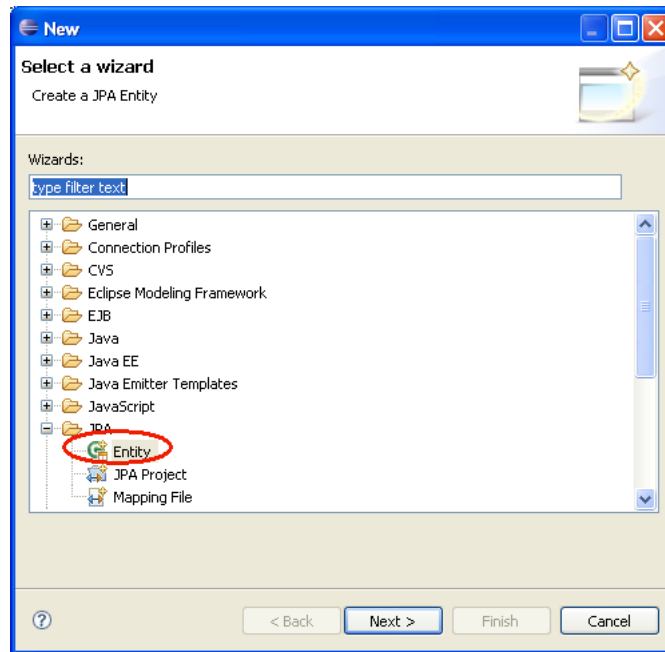 New
Select a wizard
Create a JPA Entity
Wizards:
type filter text
General
Connection Profiles
CVS
Eclipse Modeling Framework
EJB
Java
Java EE
Java Emitter Templates
JavaScript
JPA
Entity
JPA Project
Mapping File
? < Back Next > Finish Cancel